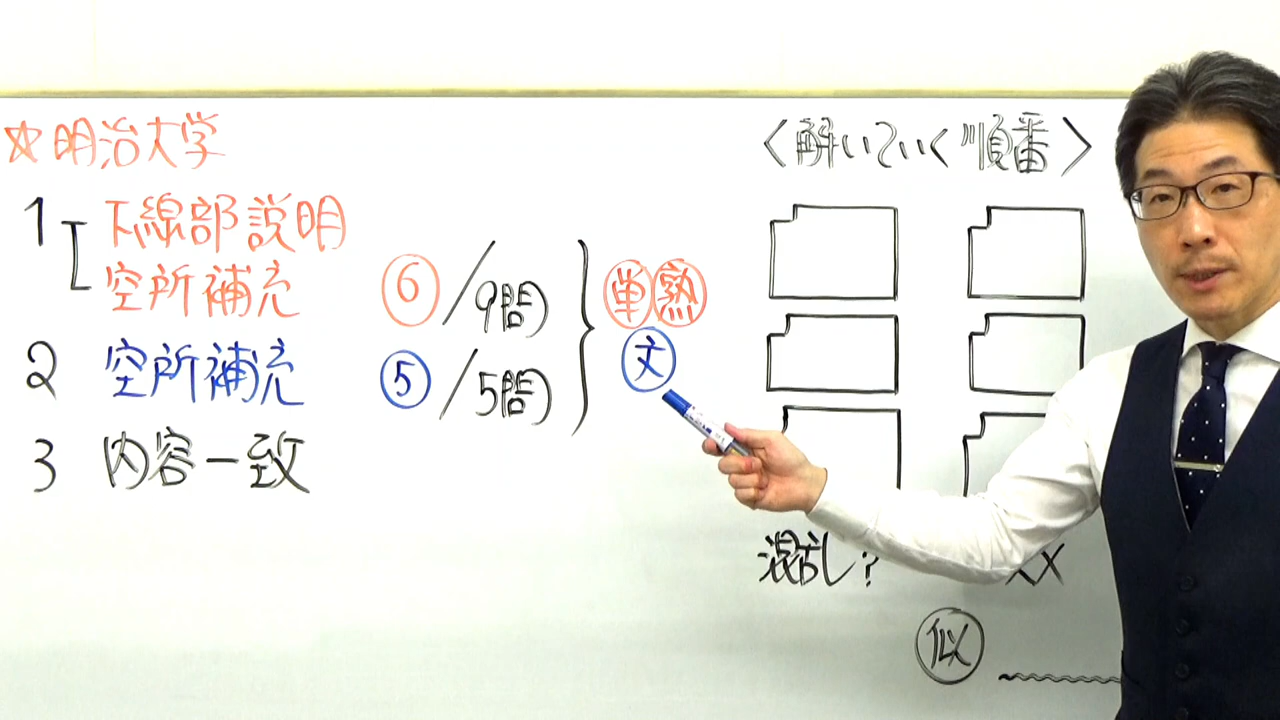 ☆明治大学
1 下線部説明
空所補充 ⑥/9問
2 空所補充 ⑤/5問
3 内容一致
単 熟
文
〈解いていく順番〉
混乱?
似